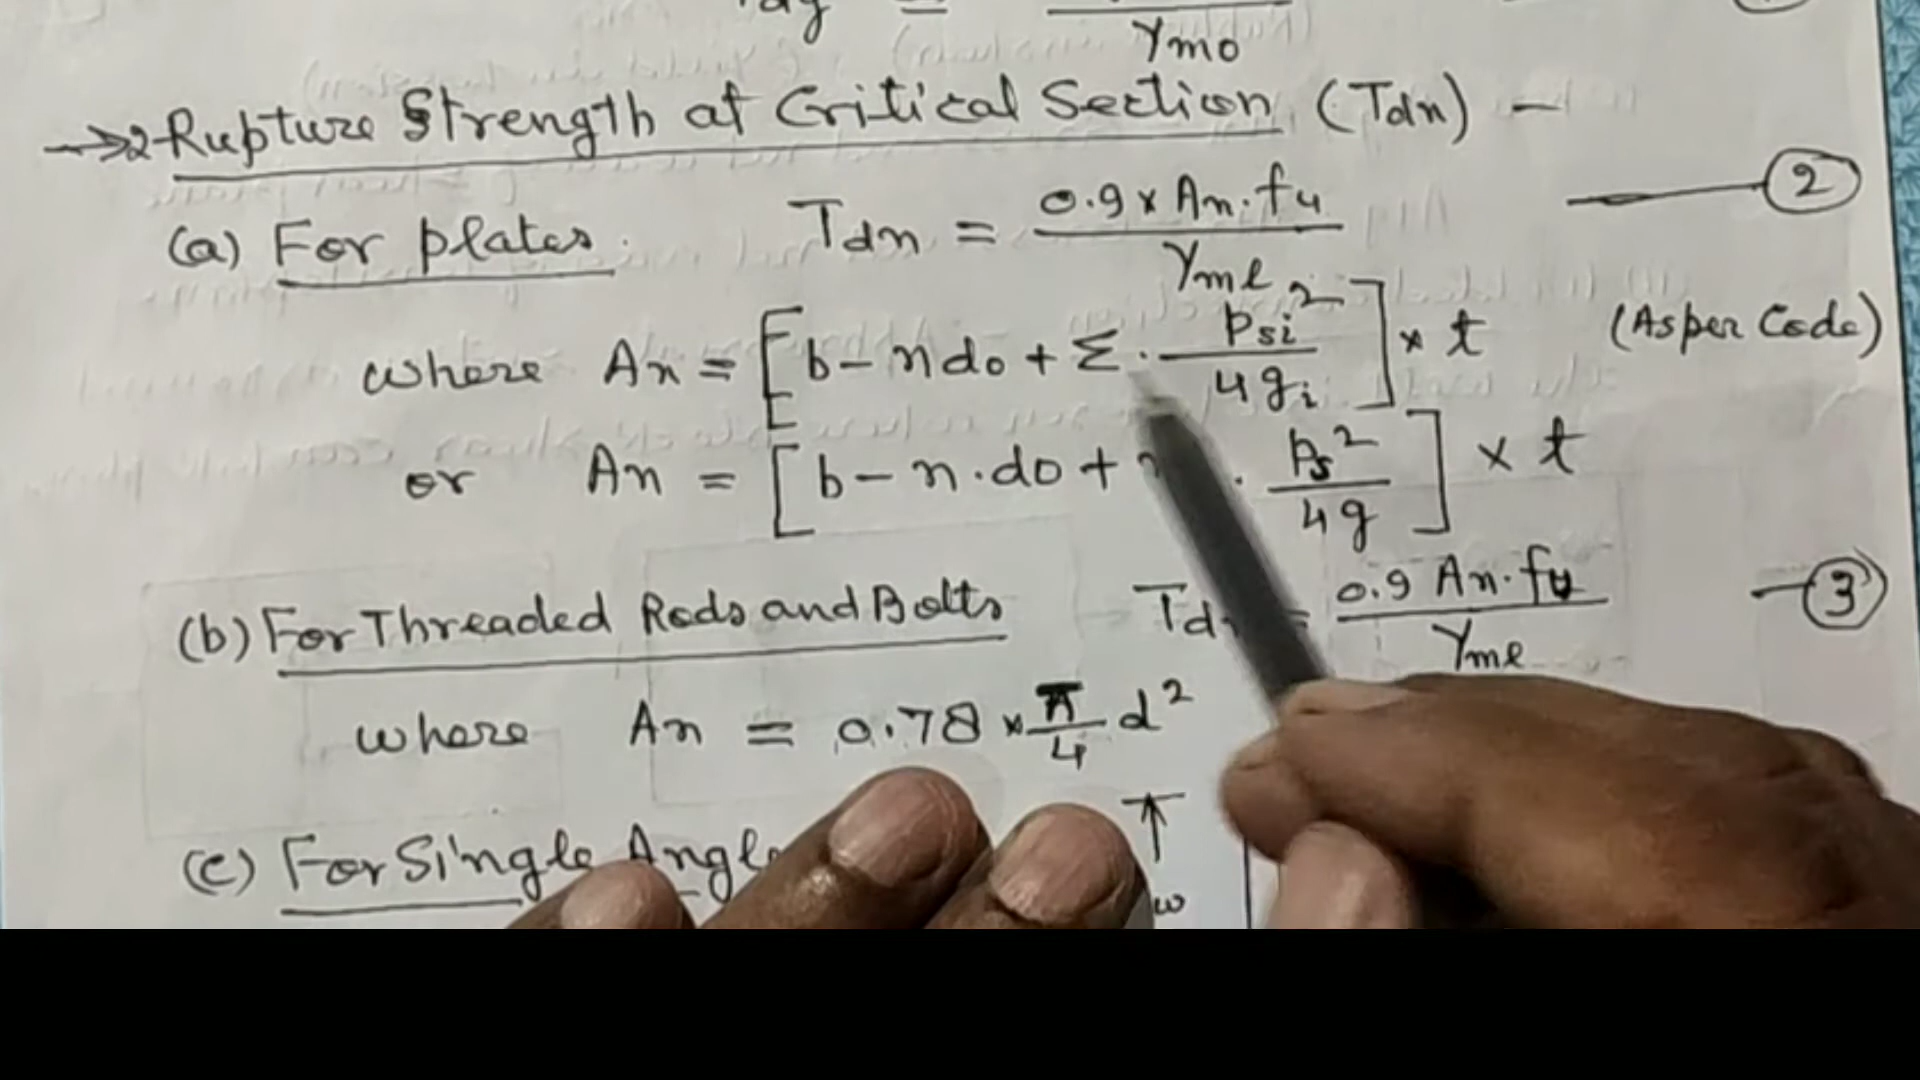 =
γmo
→2-Rupture Strength at Critical Section (Tdn) -
(a) For plates. Tdn = 0.9 x An.fu / γml — 2
where An = [b - ndo + Σ. psi² / 4gi] x t (As per Code)
or An = [b - n.do + . ps² / 4g] x t
(b) For Threaded Rods and Bolts = 0.9 An.fu / γml — 3
where An = 0.78 x π/4 d²
(c) For Single
w